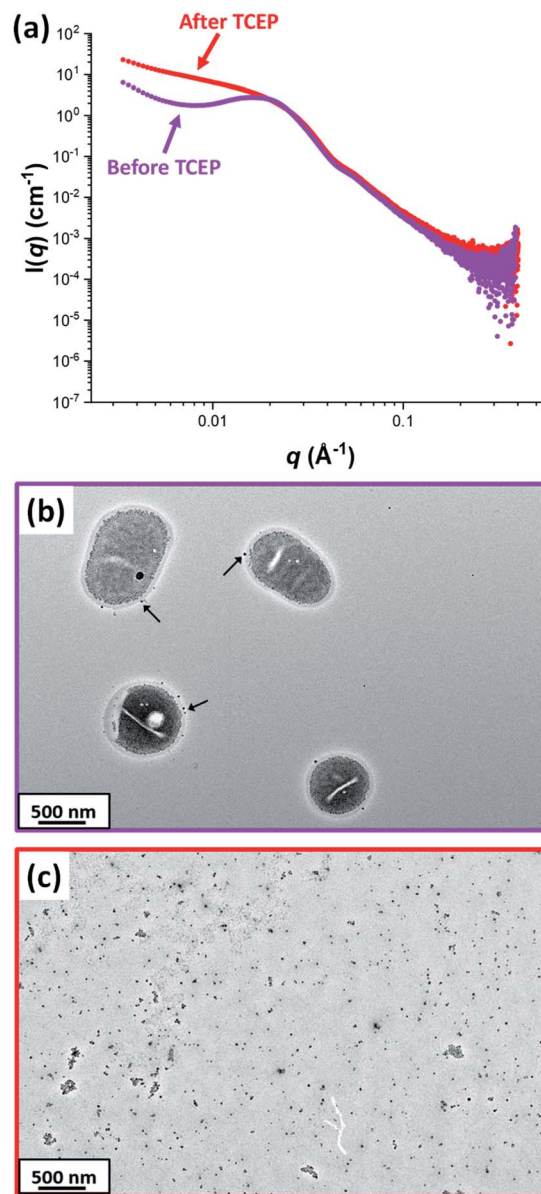 (a)
After TCEP
Before TCEP
I(q) (cm⁻¹)
10²
10¹
10⁰
10⁻¹
10⁻²
10⁻³
10⁻⁴
10⁻⁵
10⁻⁶
10⁻⁷
0.01
0.1
q (Å⁻¹)
(b)
500 nm
(c)
500 nm